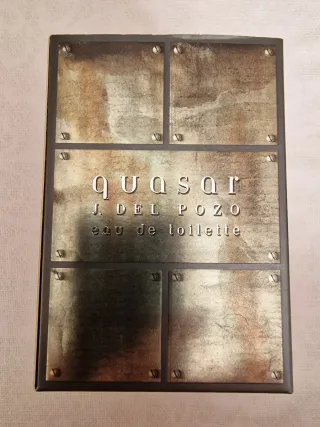 quasar
J. DEL POZO
eau de toilette